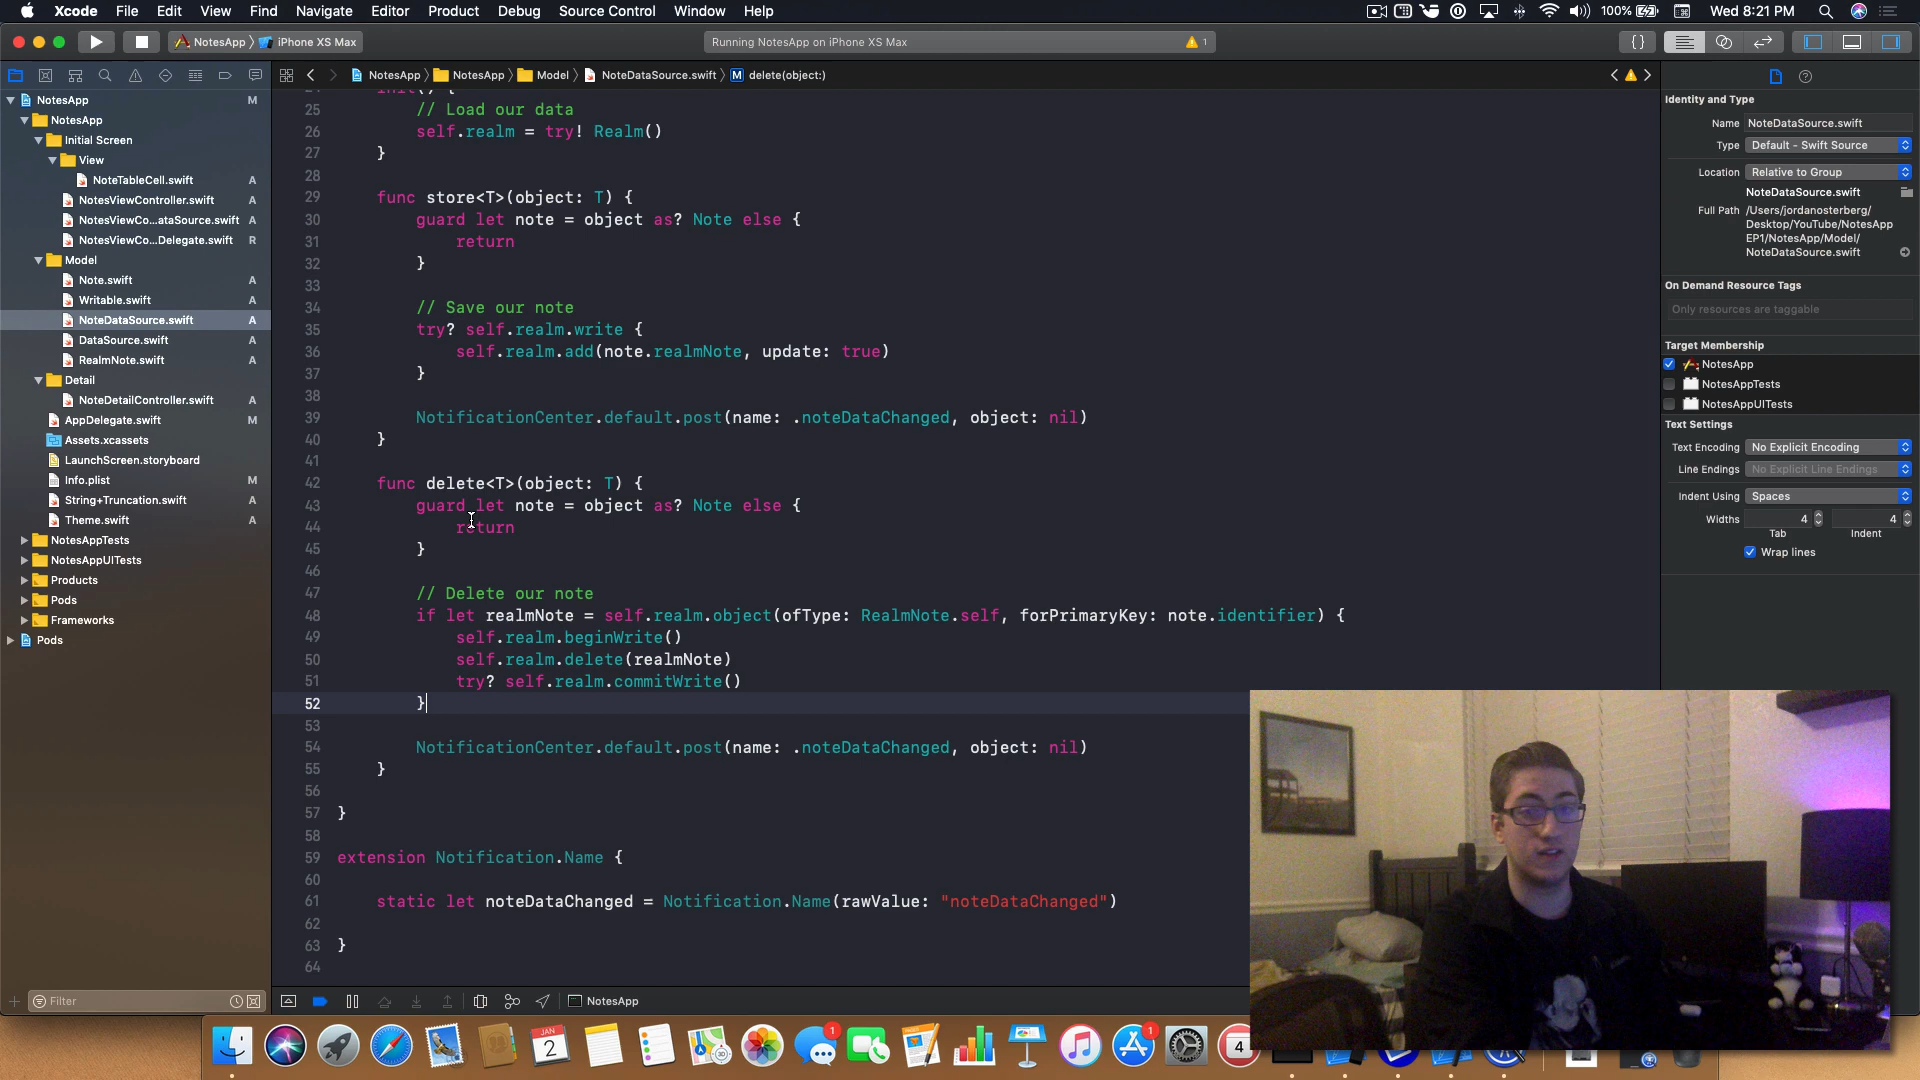 Xcode File Edit View Find Navigate Editor Product Debug Source Control Window Help
100% Wed 8:21 PM
NotesApp iPhone XS Max
Running NotesApp on iPhone XS Max
1
NotesApp NotesApp Model NoteDataSource.swift M delete(object:)
NotesApp M
NotesApp
Initial Screen
View
NoteTableCell.swift A
NotesViewController.swift A
NotesViewCo...ataSource.swift A
NotesViewCo...Delegate.swift R
Model
Note.swift A
Writable.swift A
NoteDataSource.swift A
DataSource.swift A
RealmNote.swift A
Detail
NoteDetailController.swift A
AppDelegate.swift M
Assets.xcassets
LaunchScreen.storyboard
Info.plist M
String+Truncation.swift A
Theme.swift A
NotesAppTests
NotesAppUITests
Products
Pods
Frameworks
Pods
Filter
25 // Load our data
26 self.realm = try! Realm()
27 }
28
29 func store<T>(object: T) {
30 guard let note = object as? Note else {
31 return
32 }
33
34 // Save our note
35 try? self.realm.write {
36 self.realm.add(note.realmNote, update: true)
37 }
38
39 NotificationCenter.default.post(name: .noteDataChanged, object: nil)
40 }
41
42 func delete<T>(object: T) {
43 guard let note = object as? Note else {
44 return
45 }
46
47 // Delete our note
48 if let realmNote = self.realm.object(ofType: RealmNote.self, forPrimaryKey: note.identifier) {
49 self.realm.beginWrite()
50 self.realm.delete(realmNote)
51 try? self.realm.commitWrite()
52 }
53
54 NotificationCenter.default.post(name: .noteDataChanged, object: nil)
55 }
56
57 }
58
59 extension Notification.Name {
60
61 static let noteDataChanged = Notification.Name(rawValue: "noteDataChanged")
62
63 }
64
NotesApp
Identity and Type
Name NoteDataSource.swift
Type Default - Swift Source
Location Relative to Group
NoteDataSource.swift
Full Path /Users/jordanosterberg/
Desktop/YouTube/NotesApp
EP1/NotesApp/Model/
NoteDataSource.swift
On Demand Resource Tags
Only resources are taggable
Target Membership
NotesApp
NotesAppTests
NotesAppUITests
Text Settings
Text Encoding No Explicit Encoding
Line Endings No Explicit Line Endings
Indent Using Spaces
Widths 4 4
Tab Indent
Wrap lines
JAN
2
3D
1
1
4